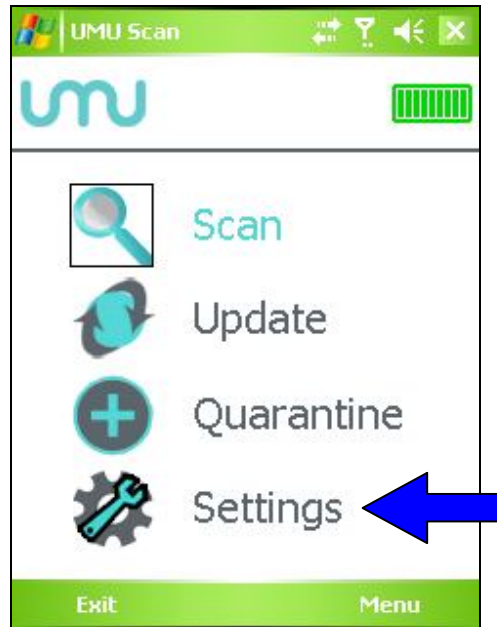 UMU Scan
umu
Scan
Update
Quarantine
Settings
Exit Menu